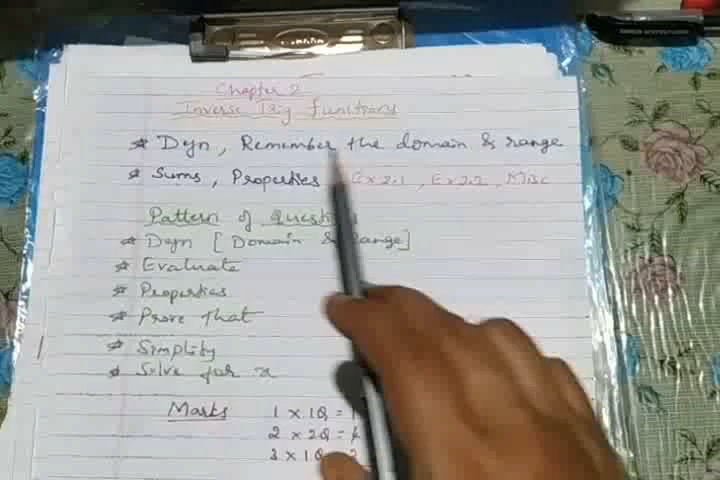 Chapter 2
Inverse Trig functions
* Dyn, Remember the domain & range
* Sums, Properties Ex 2.1, Ex 2.2, Misc
Pattern of Questions
* Dyn [Domain & Range]
* Evaluate
* Properties
* Prove that
* Simplify
* Solve for x
Marks 1 × 1Q = 1
2 × 2Q =
3 × 1Q =